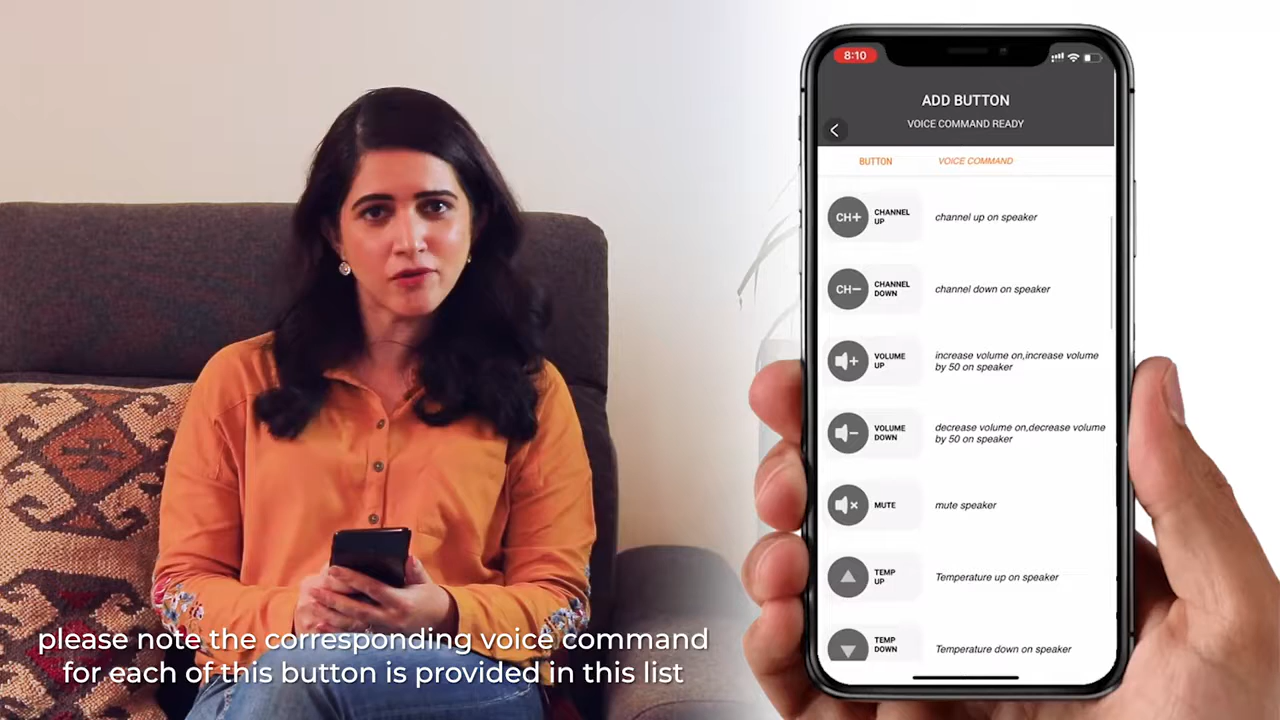 8:10
ADD BUTTON
VOICE COMMAND READY
BUTTON
VOICE COMMAND
CH+
CHANNEL
UP
channel up on speaker
CH−
CHANNEL
DOWN
channel down on speaker
VOLUME
UP
increase volume on,increase volume
by 50 on speaker
VOLUME
DOWN
decrease volume on,decrease volume
by 50 on speaker
MUTE
mute speaker
TEMP
UP
Temperature up on speaker
TEMP
DOWN
Temperature down on speaker
please note the corresponding voice command
for each of this button is provided in this list